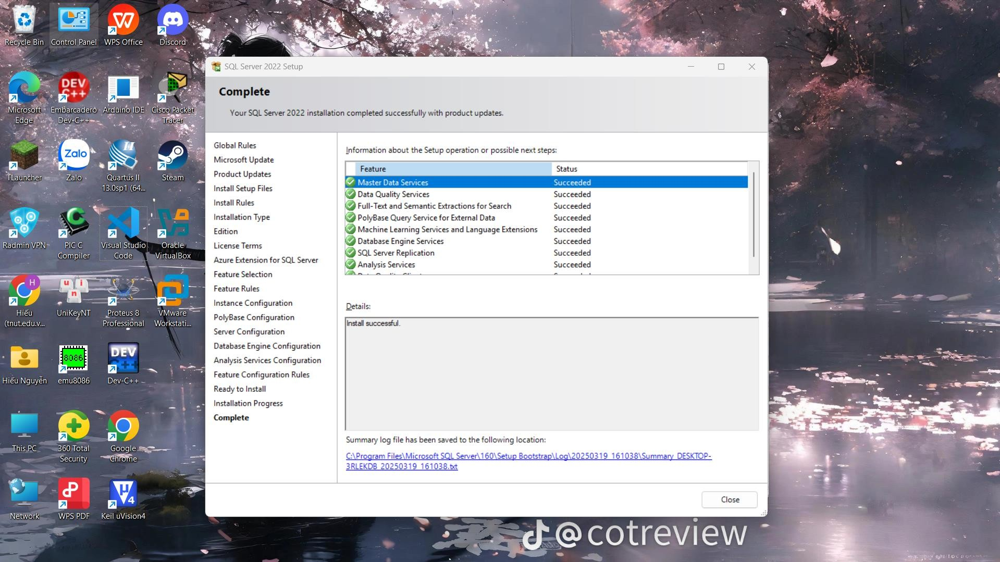 Recycle Bin
Control Panel
WPS Office
Discord
Microsoft
Edge
DEV
C++
Embarcadero
Dev-C++
Arduino IDE
Cisco Packet
Tracer
TLauncher
Zalo
Zalo
II
Quartus II
13.0sp1 (64...
Steam
Radmin VPN
C
PIC C
Compiler
Visual Studio
Code
Oracle
VirtualBox
H
Hiếu
(tnut.edu.v...
u i
n
UniKeyNT
Proteus 8
Professional
VMware
Workstati...
Hiếu Nguyễn
8086
emu8086
DEV
C++
Dev-C++
This PC
360 Total
Security
Google
Chrome
Network
WPS PDF
μ
V4
Keil uVision4
SQL Server 2022 Setup
Complete
Your SQL Server 2022 installation completed successfully with product updates.
Global Rules
Microsoft Update
Product Updates
Install Setup Files
Install Rules
Installation Type
Edition
License Terms
Azure Extension for SQL Server
Feature Selection
Feature Rules
Instance Configuration
PolyBase Configuration
Server Configuration
Database Engine Configuration
Analysis Services Configuration
Feature Configuration Rules
Ready to Install
Installation Progress
Complete
Information about the Setup operation or possible next steps:
Feature Status
Master Data Services Succeeded
Data Quality Services Succeeded
Full-Text and Semantic Extractions for Search Succeeded
PolyBase Query Service for External Data Succeeded
Machine Learning Services and Language Extensions Succeeded
Database Engine Services Succeeded
SQL Server Replication Succeeded
Analysis Services Succeeded
Details:
Install successful.
Summary log file has been saved to the following location:
C:\Program Files\Microsoft SQL Server\160\Setup Bootstrap\Log\20250319_161038\Summary_DESKTOP-
3RLEKDB_20250319_161038.txt
Close
@cotreview